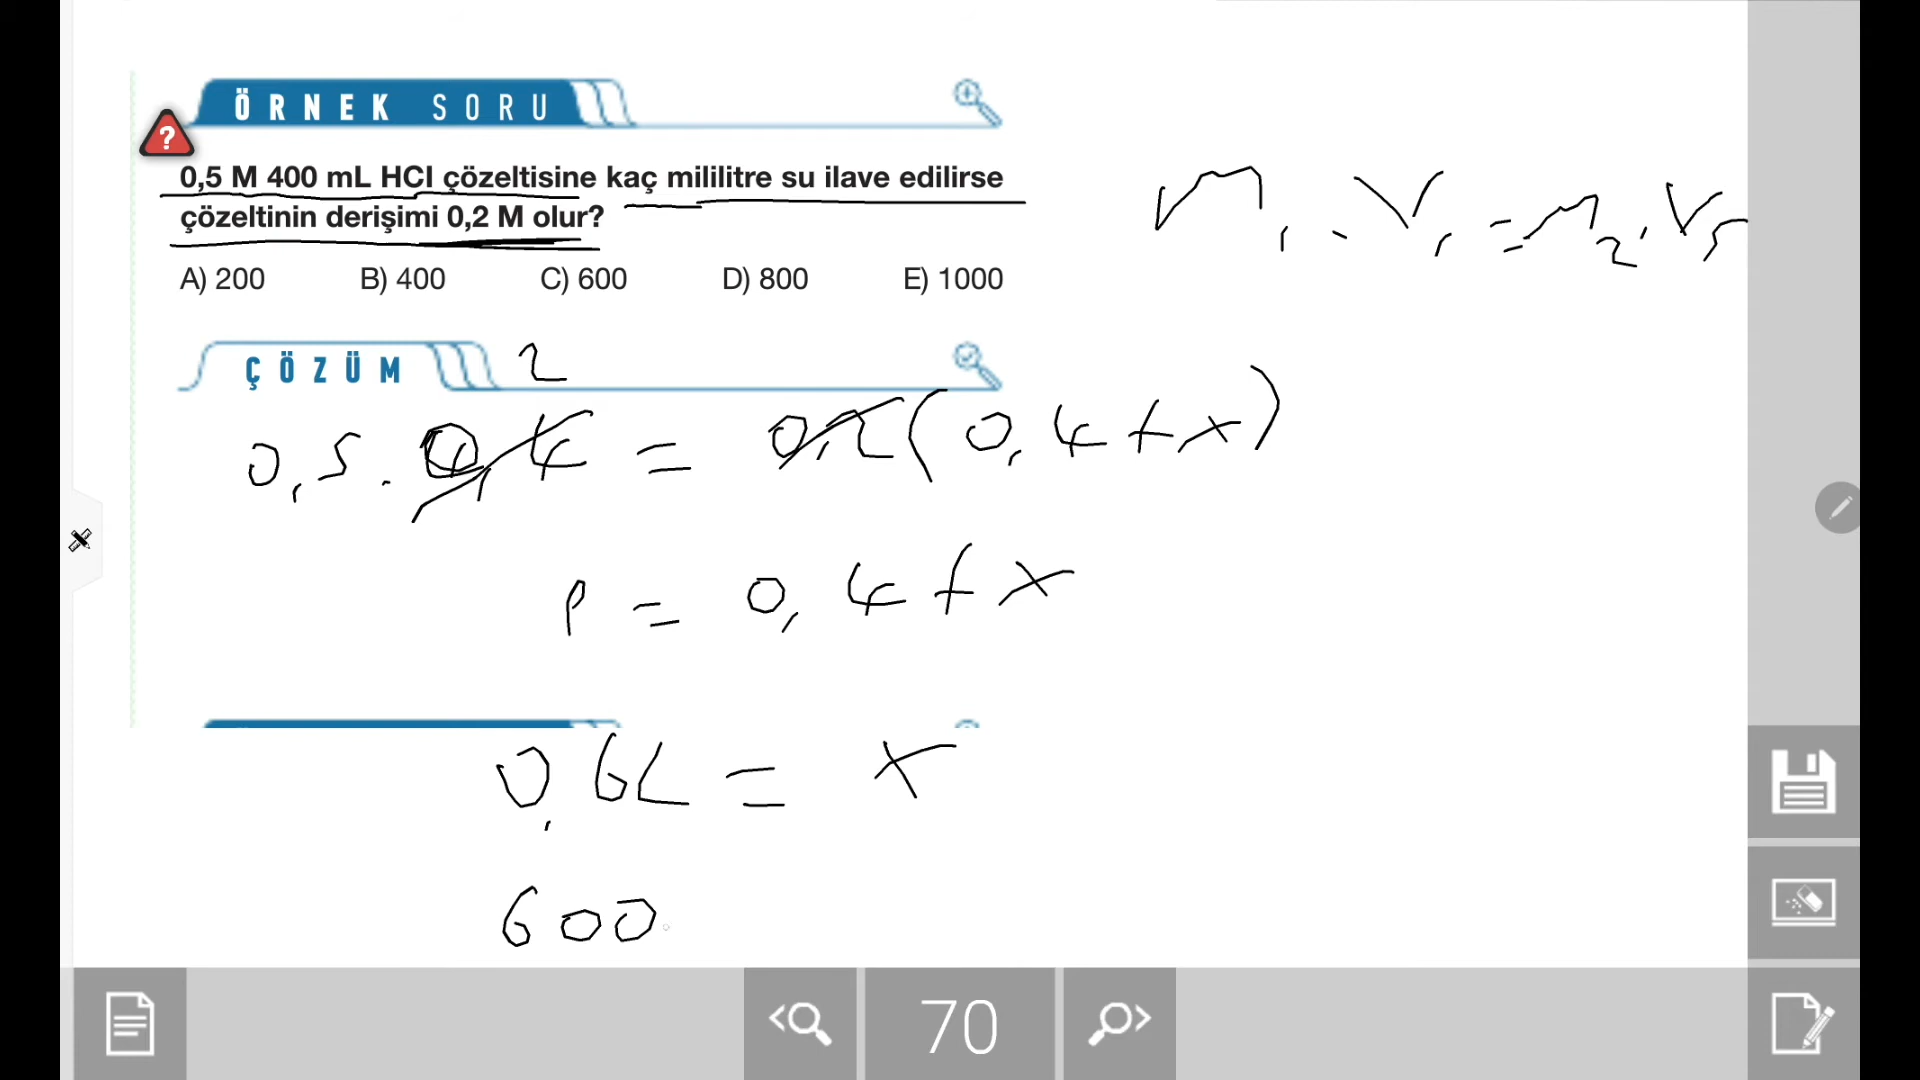 ÖRNEK SORU
?
0,5 M 400 mL HCl çözeltisine kaç mililitre su ilave edilirse
çözeltinin derişimi 0,2 M olur?
A) 200 B) 400 C) 600 D) 800 E) 1000
M₁ . V₁ = M₂ . V₂
ÇÖZÜM
2
0,5 . 0,4 = 0,2 (0,4 + x)
1 = 0,4 + x
0,6L = x
600
70